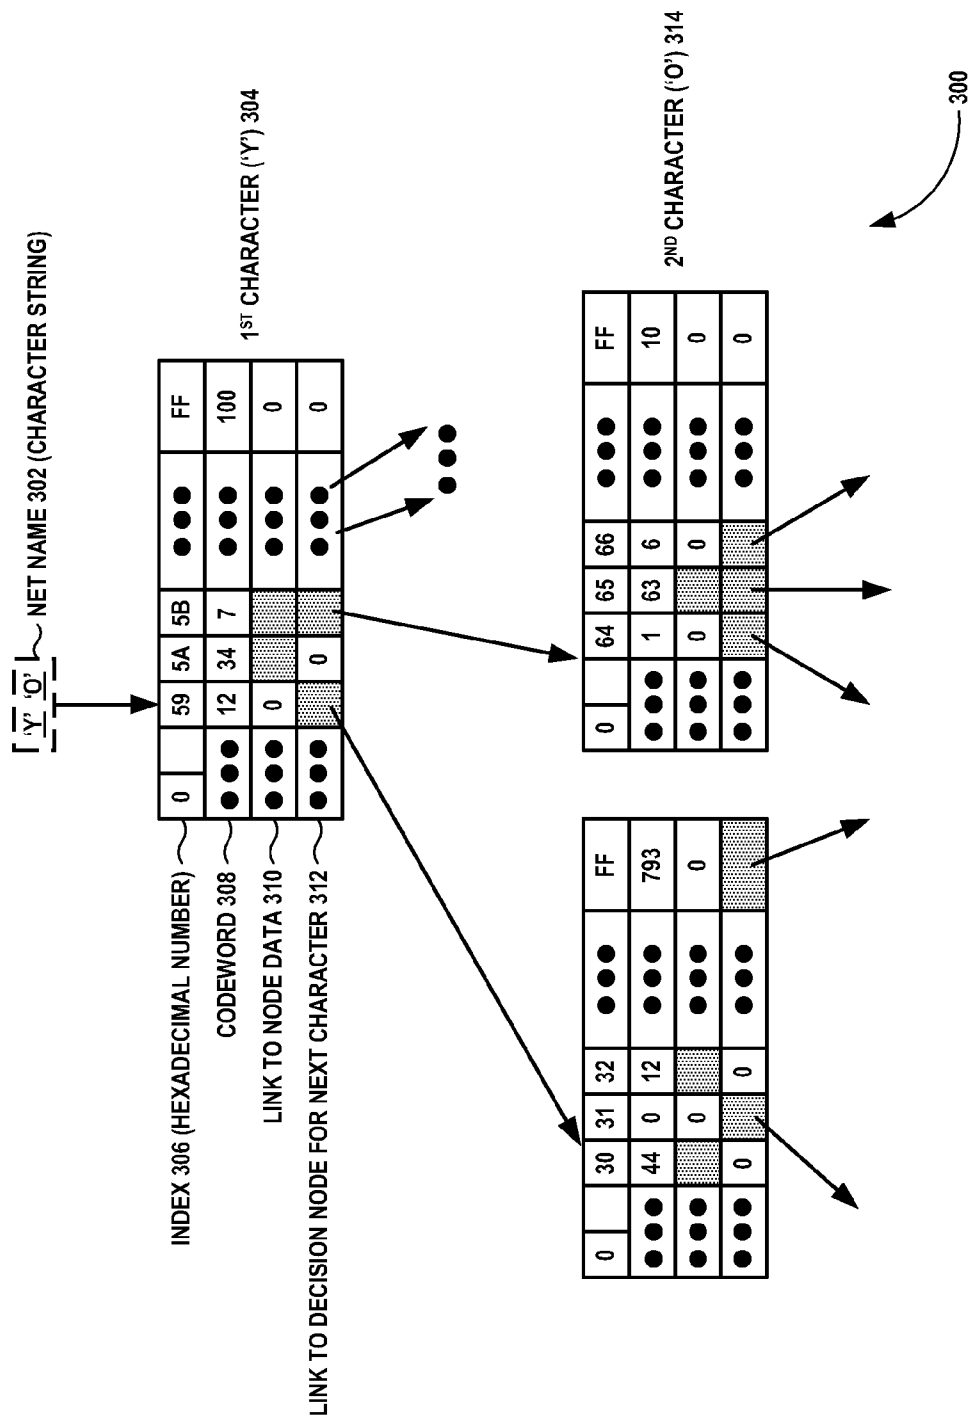 'Y' 'O' NET NAME 302 (CHARACTER STRING)
INDEX 306 (HEXADECIMAL NUMBER) 0 59 5A 5B FF
CODEWORD 308 12 34 7 100
LINK TO NODE DATA 310 0 0
LINK TO DECISION NODE FOR NEXT CHARACTER 312 0 0
1ST CHARACTER ('Y') 304
0 30 31 32 FF
44 0 12 793
0 0
0 0
0 64 65 66 FF
1 63 6 10
0 0 0
0
2ND CHARACTER ('O') 314
300